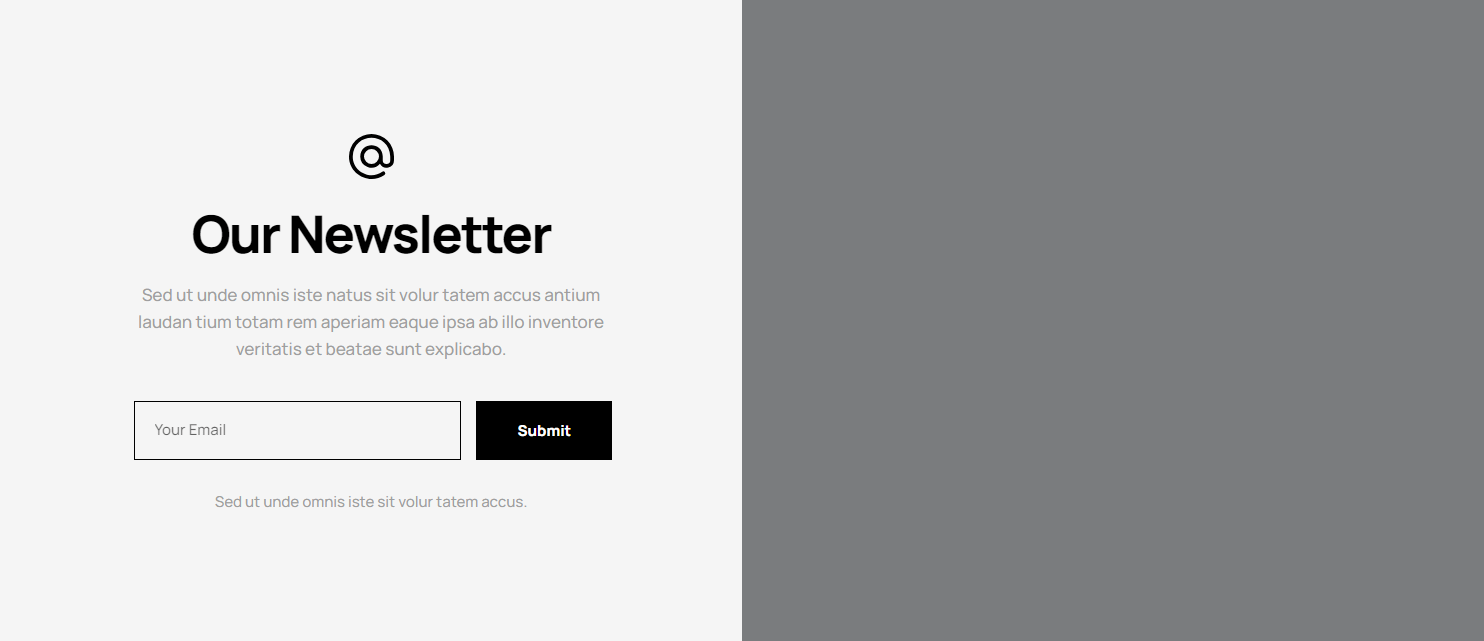 @
Our Newsletter
Sed ut unde omnis iste natus sit volur tatem accus antium
laudan tium totam rem aperiam eaque ipsa ab illo inventore
veritatis et beatae sunt explicabo.
Your Email
Submit
Sed ut unde omnis iste sit volur tatem accus.